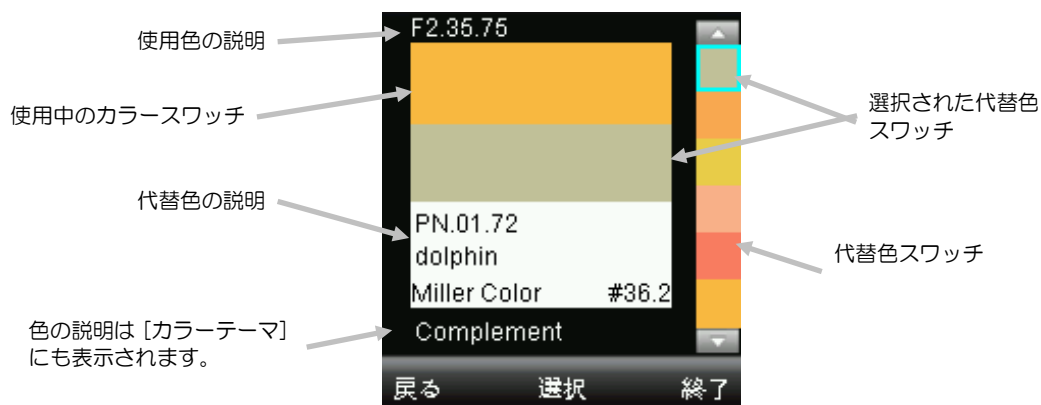 使用色の説明
F2.35.75
使用中のカラースワッチ
選択された代替色
スワッチ
代替色の説明
PN.01.72
dolphin
Miller Color #36.2
代替色スワッチ
色の説明は [カラーテーマ]
にも表示されます。
Complement
戻る 選択 終了